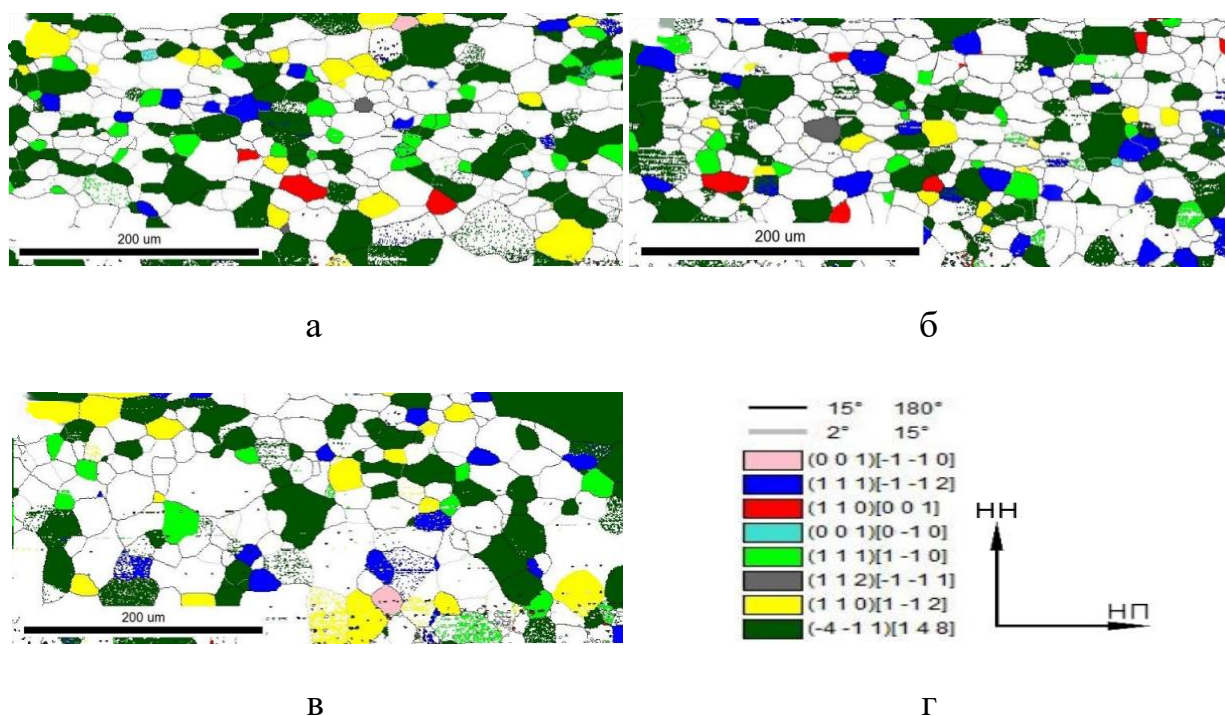 200 um
200 um
а
б
200 um
15° 180°
2° 15°
(0 0 1)[-1 -1 0]
(1 1 1)[-1 -1 2]
(1 1 0)[0 0 1]
(0 0 1)[0 -1 0]
(1 1 1)[1 -1 0]
(1 1 2)[-1 -1 1]
(1 1 0)[1 -1 2]
(-4 -1 1)[1 4 8]
НН
НП
в
г